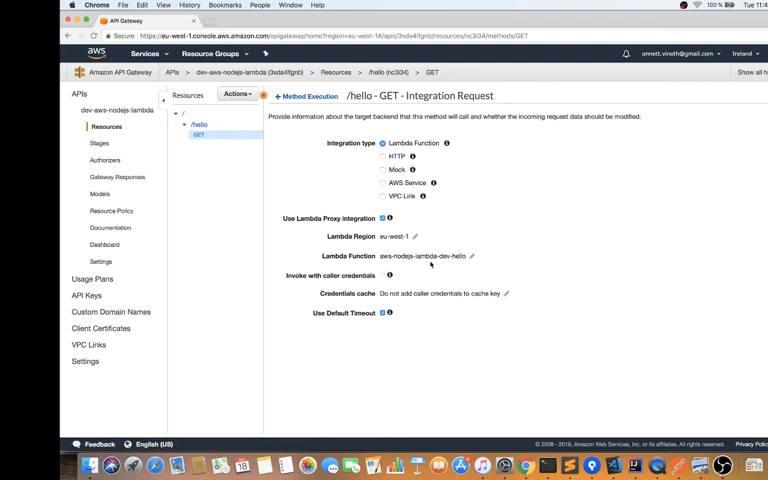 Chrome File Edit View History Bookmarks People Window Help 100 % Tue 11:4
API Gateway
Secure https://eu-west-1.console.aws.amazon.com/apigateway/home?region=eu-west-1#/apis/3sda4lfgnb/resources/nc3i34/methods/GET
aws Services Resource Groups onnett.vinoth@gmail.com Ireland
Amazon API Gateway APIs > dev-aws-nodejs-lambda (3sda4lfgnb) > Resources > /hello (nc3i34) > GET Show all h
APIs
dev-aws-nodejs-lambda
Resources
Stages
Authorizers
Gateway Responses
Models
Resource Policy
Documentation
Dashboard
Settings
Usage Plans
API Keys
Custom Domain Names
Client Certificates
VPC Links
Settings
Resources Actions
/
/hello
GET
Method Execution /hello - GET - Integration Request
Provide information about the target backend that this method will call and whether the incoming request data should be modified.
Integration type Lambda Function
HTTP
Mock
AWS Service
VPC Link
Use Lambda Proxy integration
Lambda Region eu-west-1
Lambda Function aws-nodejs-lambda-dev-hello
Invoke with caller credentials
Credentials cache Do not add caller credentials to cache key
Use Default Timeout
Feedback English (US) © 2008 - 2018, Amazon Web Services, Inc. or its affiliates. All rights reserved. Privacy Polic
18